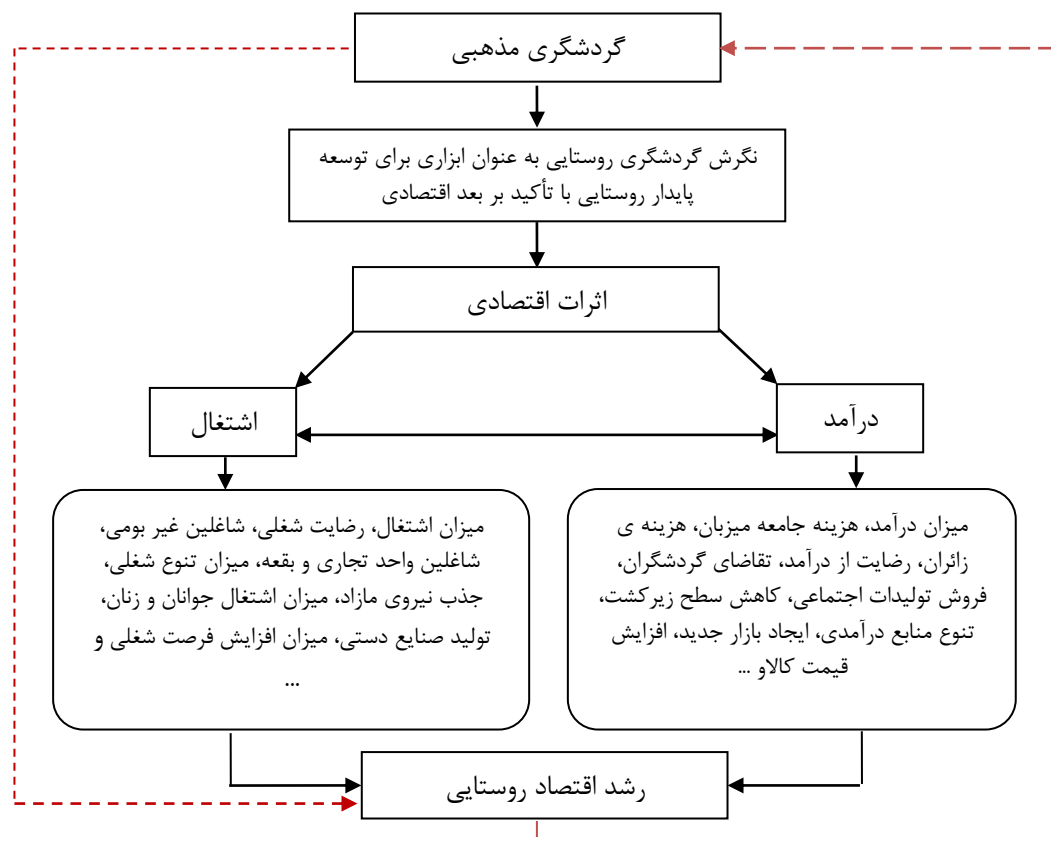 گردشگری مذهبی
نگرش گردشگری روستایی به عنوان ابزاری برای توسعه
پایدار روستایی با تأکید بر بعد اقتصادی
اثرات اقتصادی
درآمد
اشتغال
میزان درآمد، هزینه جامعه میزبان، هزینه ی
زائران، رضایت از درآمد، تقاضای گردشگران،
فروش تولیدات اجتماعی، کاهش سطح زیرکشت،
تنوع منابع درآمدی، ایجاد بازار جدید، افزایش
قیمت کالاو ...
میزان اشتغال، رضایت شغلی، شاغلین غیر بومی،
شاغلین واحد تجاری و بقعه، میزان تنوع شغلی،
جذب نیروی مازاد، میزان اشتغال جوانان و زنان،
تولید صنایع دستی، میزان افزایش فرصت شغلی و
...
رشد اقتصاد روستایی